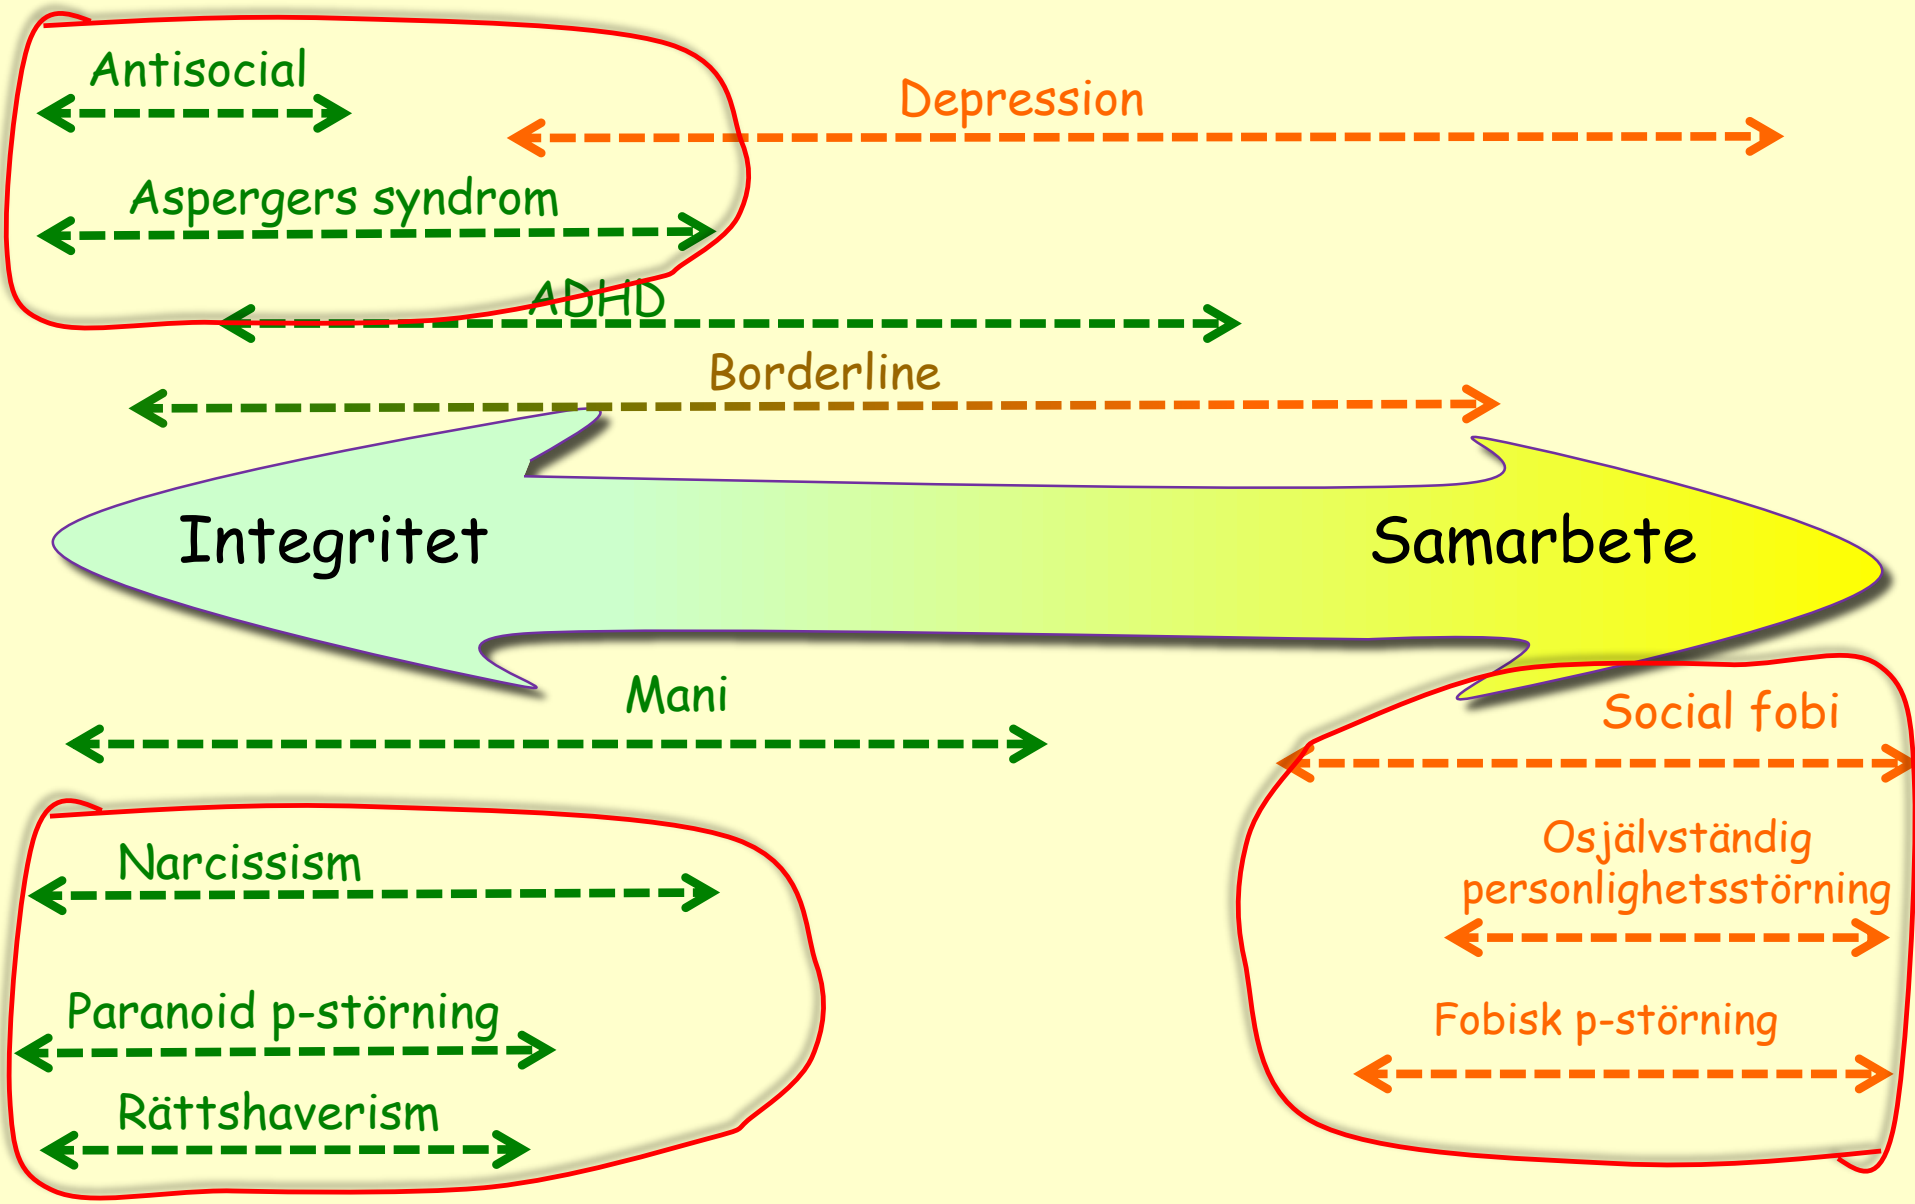 Antisocial
Depression
Aspergers syndrom
ADHD
Borderline
Integritet
Samarbete
Mani
Social fobi
Narcissism
Osjälvständig
personlighetsstörning
Paranoid p-störning
Fobisk p-störning
Rättshaverism